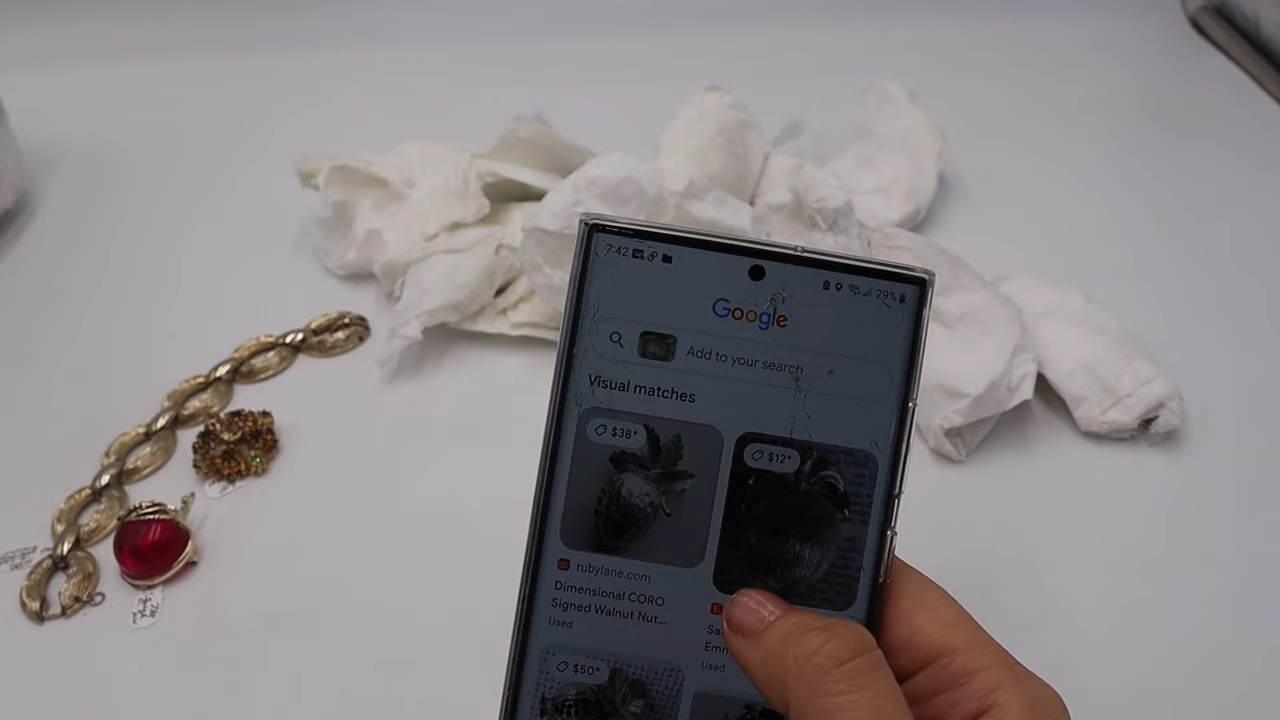 7:42
29%
Google
Add to your search
Visual matches
$38*
$12*
rubylane.com
Dimensional CORO
Signed Walnut Nut...
Used
Used
$50*